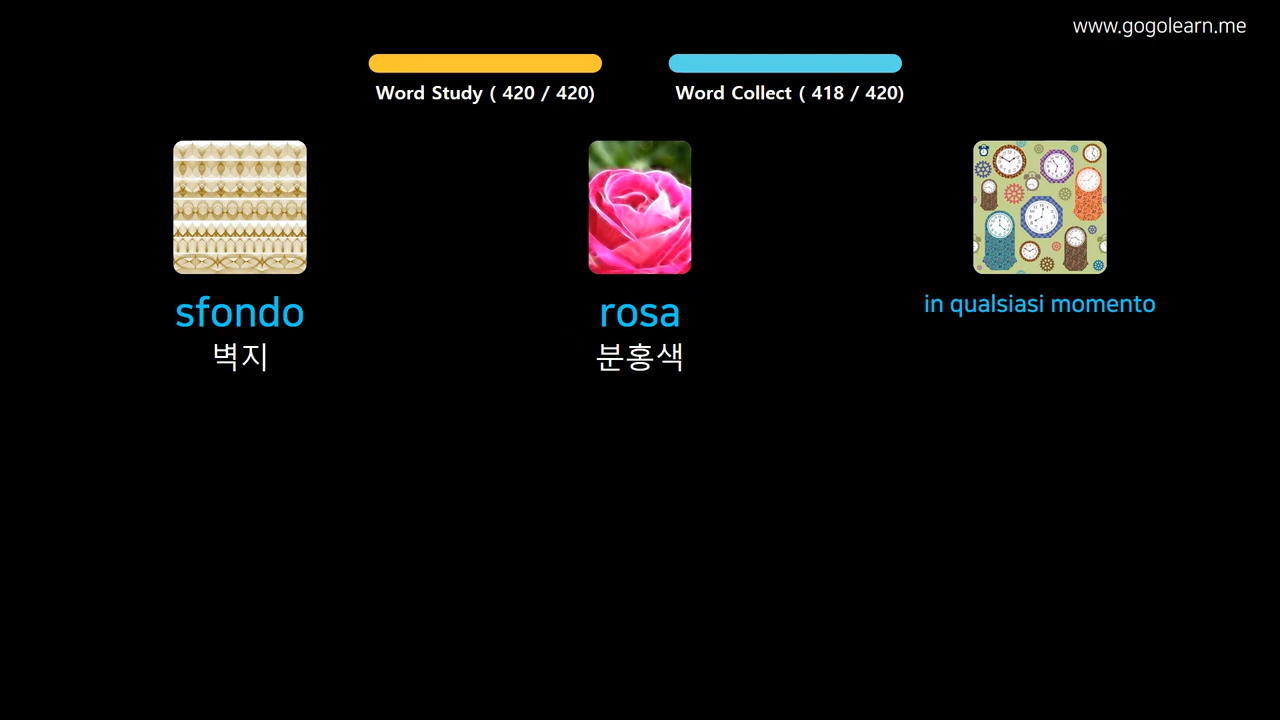 www.gogolearn.me
Word Study ( 420 / 420)
Word Collect ( 418 / 420)
sfondo
벽지
rosa
분홍색
in qualsiasi momento